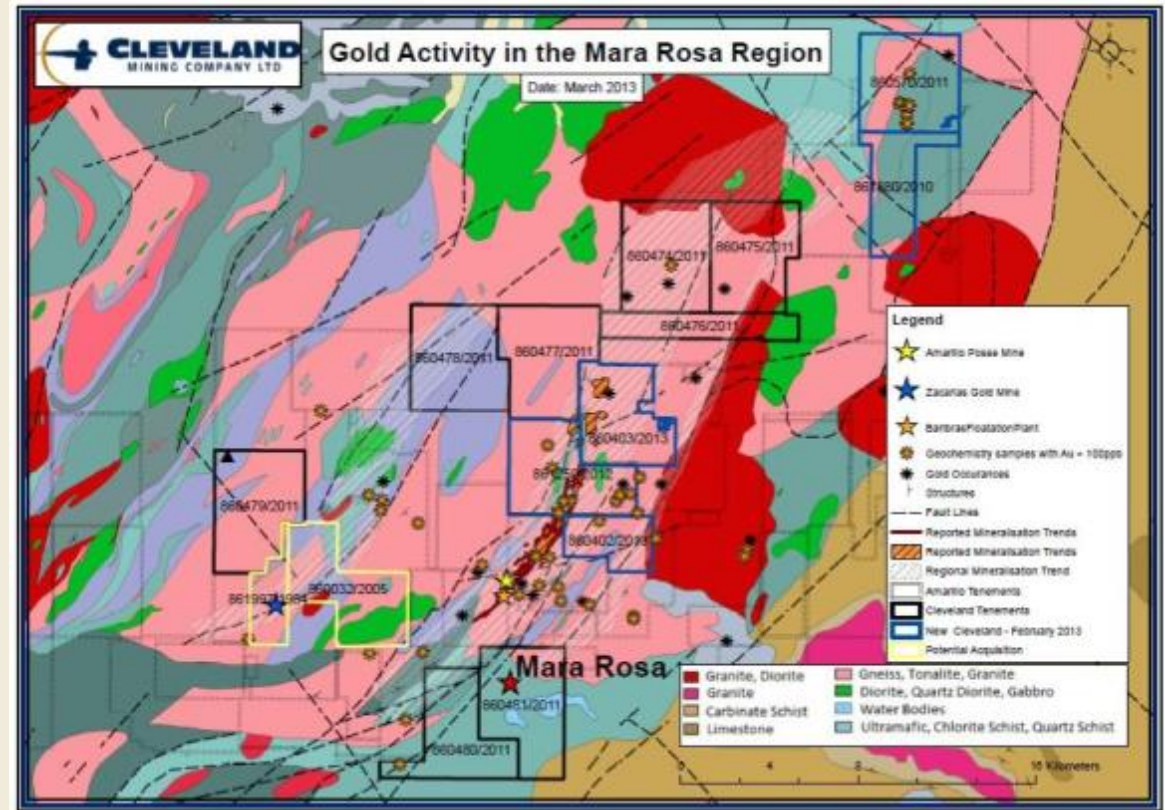 CLEVELAND
MINING COMPANY LTD
Gold Activity in the Mara Rosa Region
Date: March 2013
860570/2011
860474/2011
860475/2011
860476/2011
860478/2011
860477/2011
860403/2013
860479/2011
860402/2013
860032/2005
Mara Rosa
860481/2011
860480/2011
Legend
Amarillo Posse Mine
Zacarias Gold Mine
Geochemistry samples with Au = 100ppb
Gold Occurances
Structures
Fault Lines
Reported Mineralisation Trends
Reported Mineralisation Trends
Regional Mineralisation Trend
Amarillo Tenements
Cleveland Tenements
New Cleveland - February 2013
Potential Acquisition
Granite, Diorite
Granite
Carbinate Schist
Limestone
Gneiss, Tonalite, Granite
Diorite, Quartz Diorite, Gabbro
Water Bodies
Ultramafic, Chlorite Schist, Quartz Schist
0 4 8 16 Kilometers